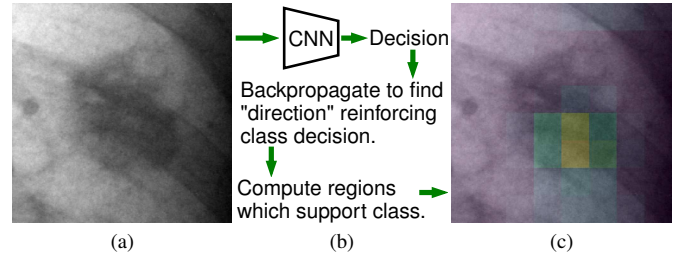 CNN
Decision
Backpropagate to find
"direction" reinforcing
class decision.
Compute regions
which support class.
(a)
(b)
(c)